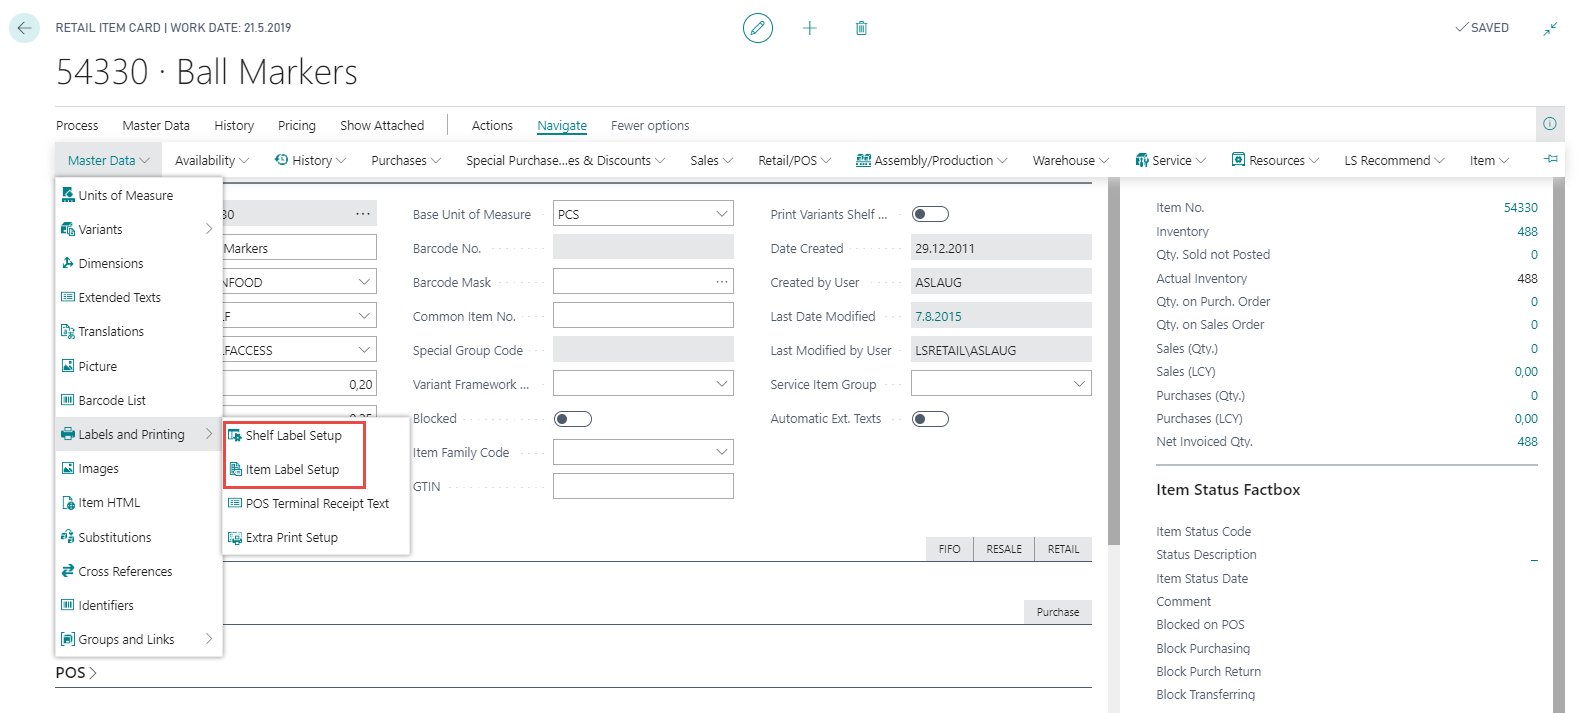 RETAIL ITEM CARD | WORK DATE: 21.5.2019
SAVED
54330 · Ball Markers
Process Master Data History Pricing Show Attached Actions Navigate Fewer options
Master Data Availability History Purchases Special Purchase...es & Discounts Sales Retail/POS Assembly/Production Warehouse Service Resources LS Recommend Item
Units of Measure
Variants
Dimensions
Extended Texts
Translations
Picture
Barcode List
Labels and Printing
Images
Item HTML
Substitutions
Cross References
Identifiers
Groups and Links
Shelf Label Setup
Item Label Setup
POS Terminal Receipt Text
Extra Print Setup
30
Markers
NFOOD
LF
LFACCESS
0,20
Base Unit of Measure PCS
Barcode No.
Barcode Mask
Common Item No.
Special Group Code
Variant Framework ...
Blocked
Item Family Code
GTIN
Print Variants Shelf ...
Date Created 29.12.2011
Created by User ASLAUG
Last Date Modified 7.8.2015
Last Modified by User LSRETAIL\ASLAUG
Service Item Group
Automatic Ext. Texts
FIFO RESALE RETAIL
Purchase
POS
Item No. 54330
Inventory 488
Qty. Sold not Posted 0
Actual Inventory 488
Qty. on Purch. Order 0
Qty. on Sales Order 0
Sales (Qty.) 0
Sales (LCY) 0,00
Purchases (Qty.) 0
Purchases (LCY) 0,00
Net Invoiced Qty. 488
Item Status Factbox
Item Status Code
Status Description _
Item Status Date
Comment
Blocked on POS
Block Purchasing
Block Purch Return
Block Transferring